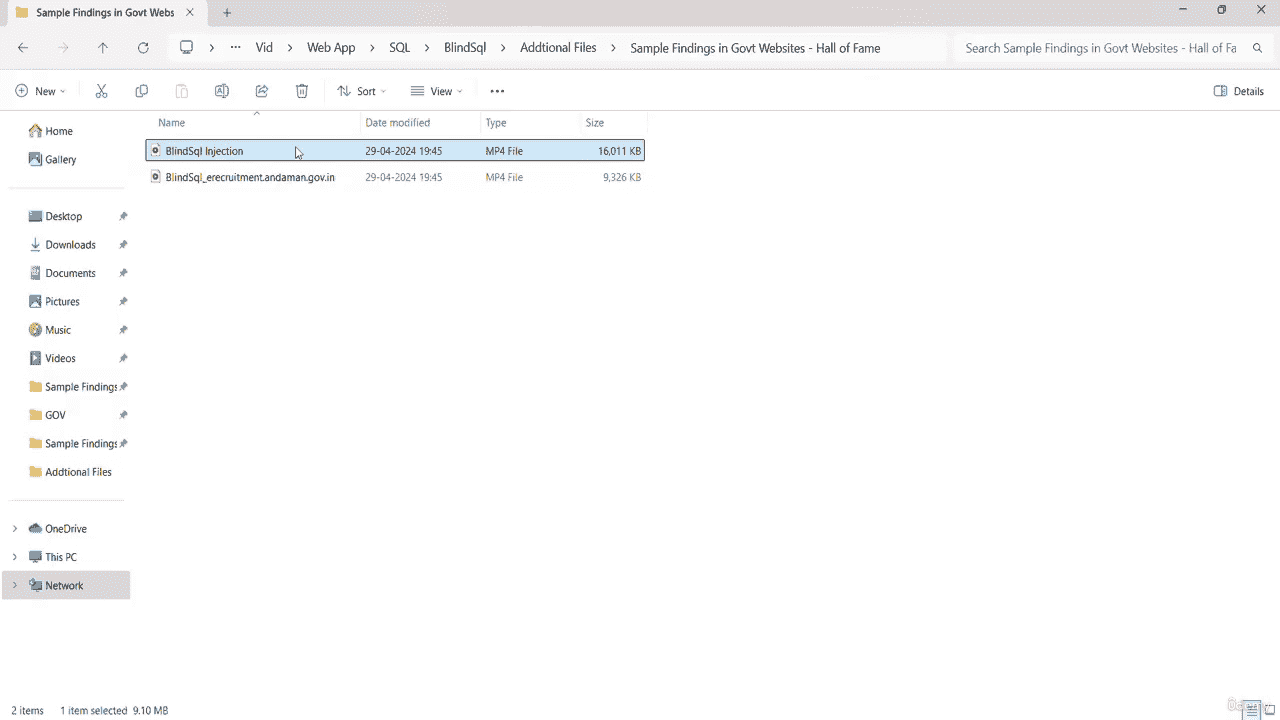 Sample Findings in Govt Webs
Vid > Web App > SQL > BlindSql > Addtional Files > Sample Findings in Govt Websites - Hall of Fame
Search Sample Findings in Govt Websites - Hall of Fa
New
Sort
View
Details
Name Date modified Type Size
BlindSql Injection 29-04-2024 19:45 MP4 File 16,011 KB
BlindSql_erecruitment.andaman.gov.in 29-04-2024 19:45 MP4 File 9,326 KB
Home
Gallery
Desktop
Downloads
Documents
Pictures
Music
Videos
Sample Findings
GOV
Sample Findings
Addtional Files
OneDrive
This PC
Network
2 items 1 item selected 9.10 MB
Udemy